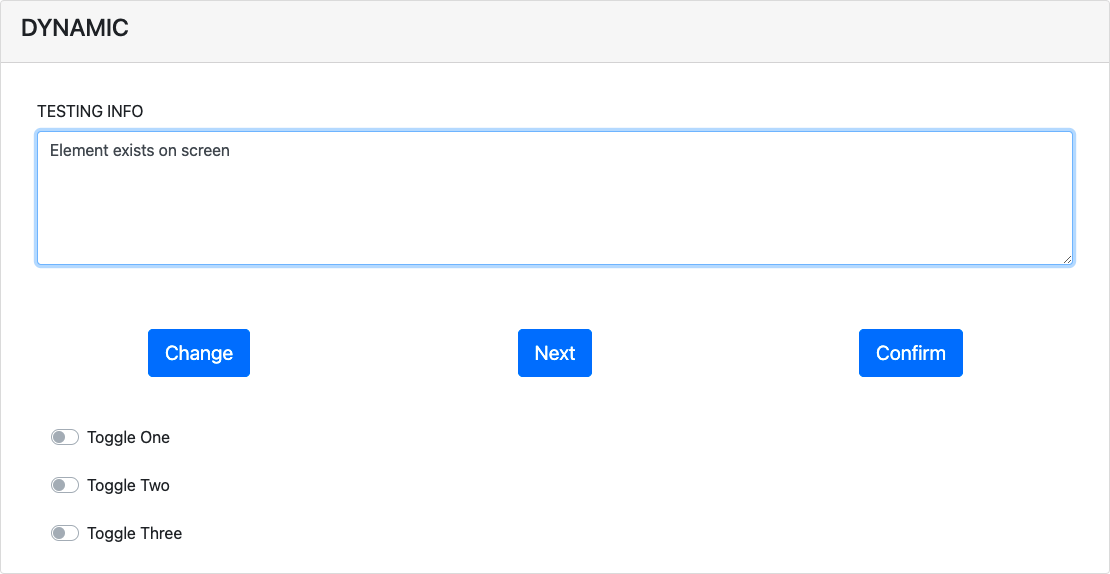 DYNAMIC
TESTING INFO
Element exists on screen
Change
Next
Confirm
Toggle One
Toggle Two
Toggle Three